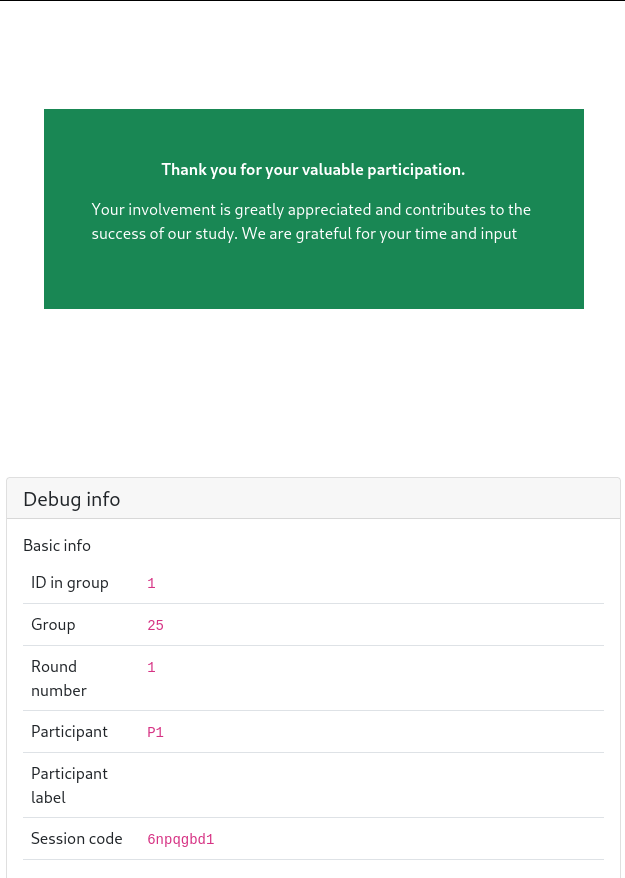 Thank you for your valuable participation.
Your involvement is greatly appreciated and contributes to the
success of our study. We are grateful for your time and input
Debug info
Basic info
ID in group 1
Group 25
Round
number 1
Participant P1
Participant
label
Session code 6npqgbd1